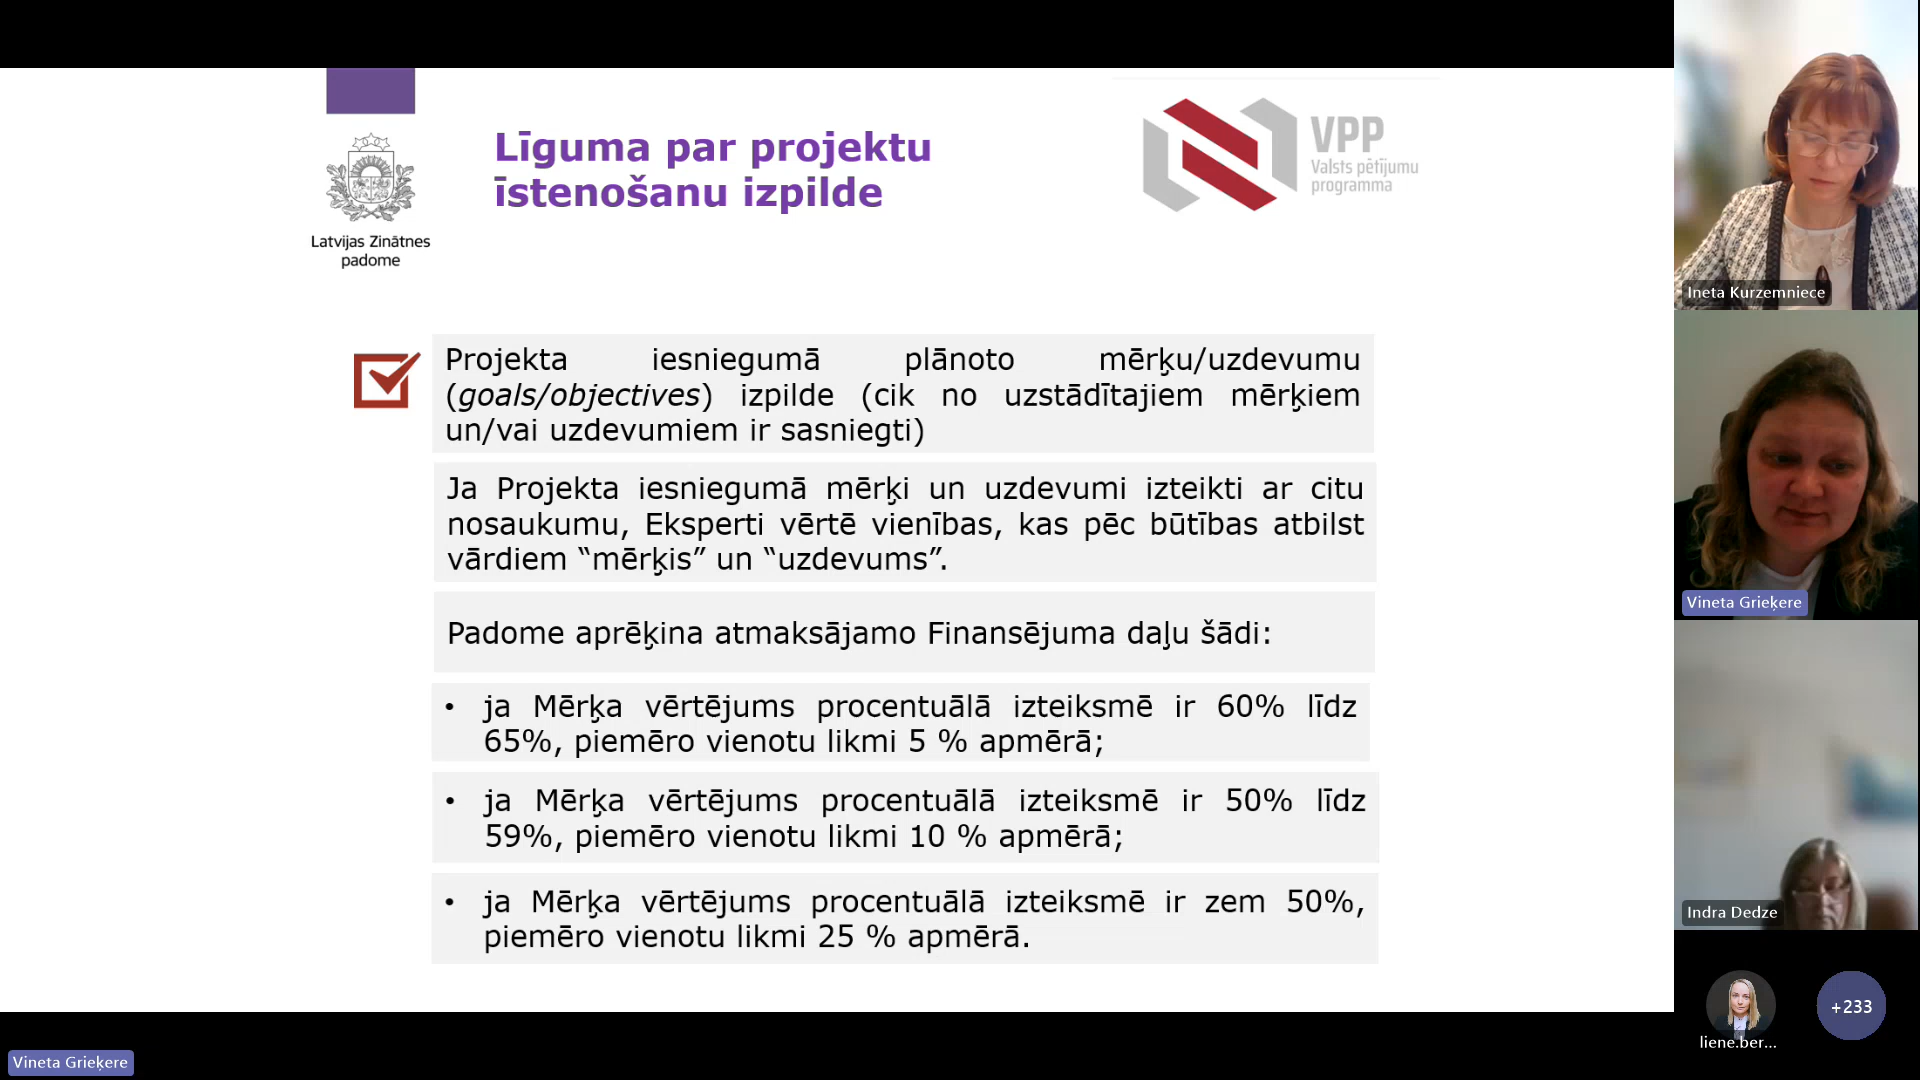 Latvijas Zinātnes
padome
Līguma par projektu
īstenošanu izpilde
VPP
Valsts pētījumu
programma
Projekta iesniegumā plānoto mērķu/uzdevumu
(goals/objectives) izpilde (cik no uzstādītajiem mērķiem
un/vai uzdevumiem ir sasniegti)
Ja Projekta iesniegumā mērķi un uzdevumi izteikti ar citu
nosaukumu, Eksperti vērtē vienības, kas pēc būtības atbilst
vārdiem “mērķis” un “uzdevums”.
Padome aprēķina atmaksājamo Finansējuma daļu šādi:
• ja Mērķa vērtējums procentuālā izteiksmē ir 60% līdz
65%, piemēro vienotu likmi 5 % apmērā;
• ja Mērķa vērtējums procentuālā izteiksmē ir 50% līdz
59%, piemēro vienotu likmi 10 % apmērā;
• ja Mērķa vērtējums procentuālā izteiksmē ir zem 50%,
piemēro vienotu likmi 25 % apmērā.
Ineta Kurzemniece
Vineta Grieķere
Indra Dedze
liene.ber...
+233
Vineta Grieķere